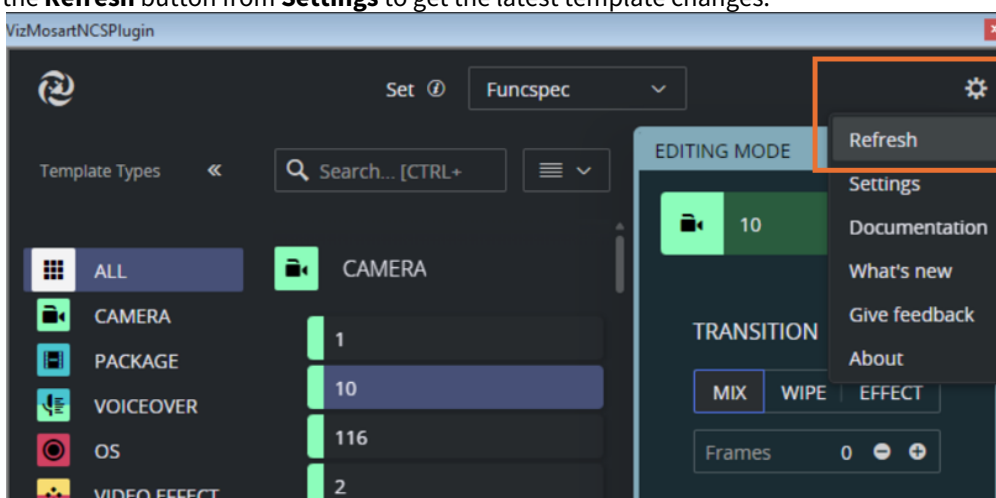 the Refresh button from Settings to get the latest template changes.
VizMosartNCSPlugin
Set Funcspec
Template Types «
Search... [CTRL+
ALL
CAMERA
PACKAGE
VOICEOVER
OS
VIDEO EFFECT
CAMERA
1
10
116
2
EDITING MODE
10
TRANSITION
MIX WIPE EFFECT
Frames 0
Refresh
Settings
Documentation
What's new
Give feedback
About